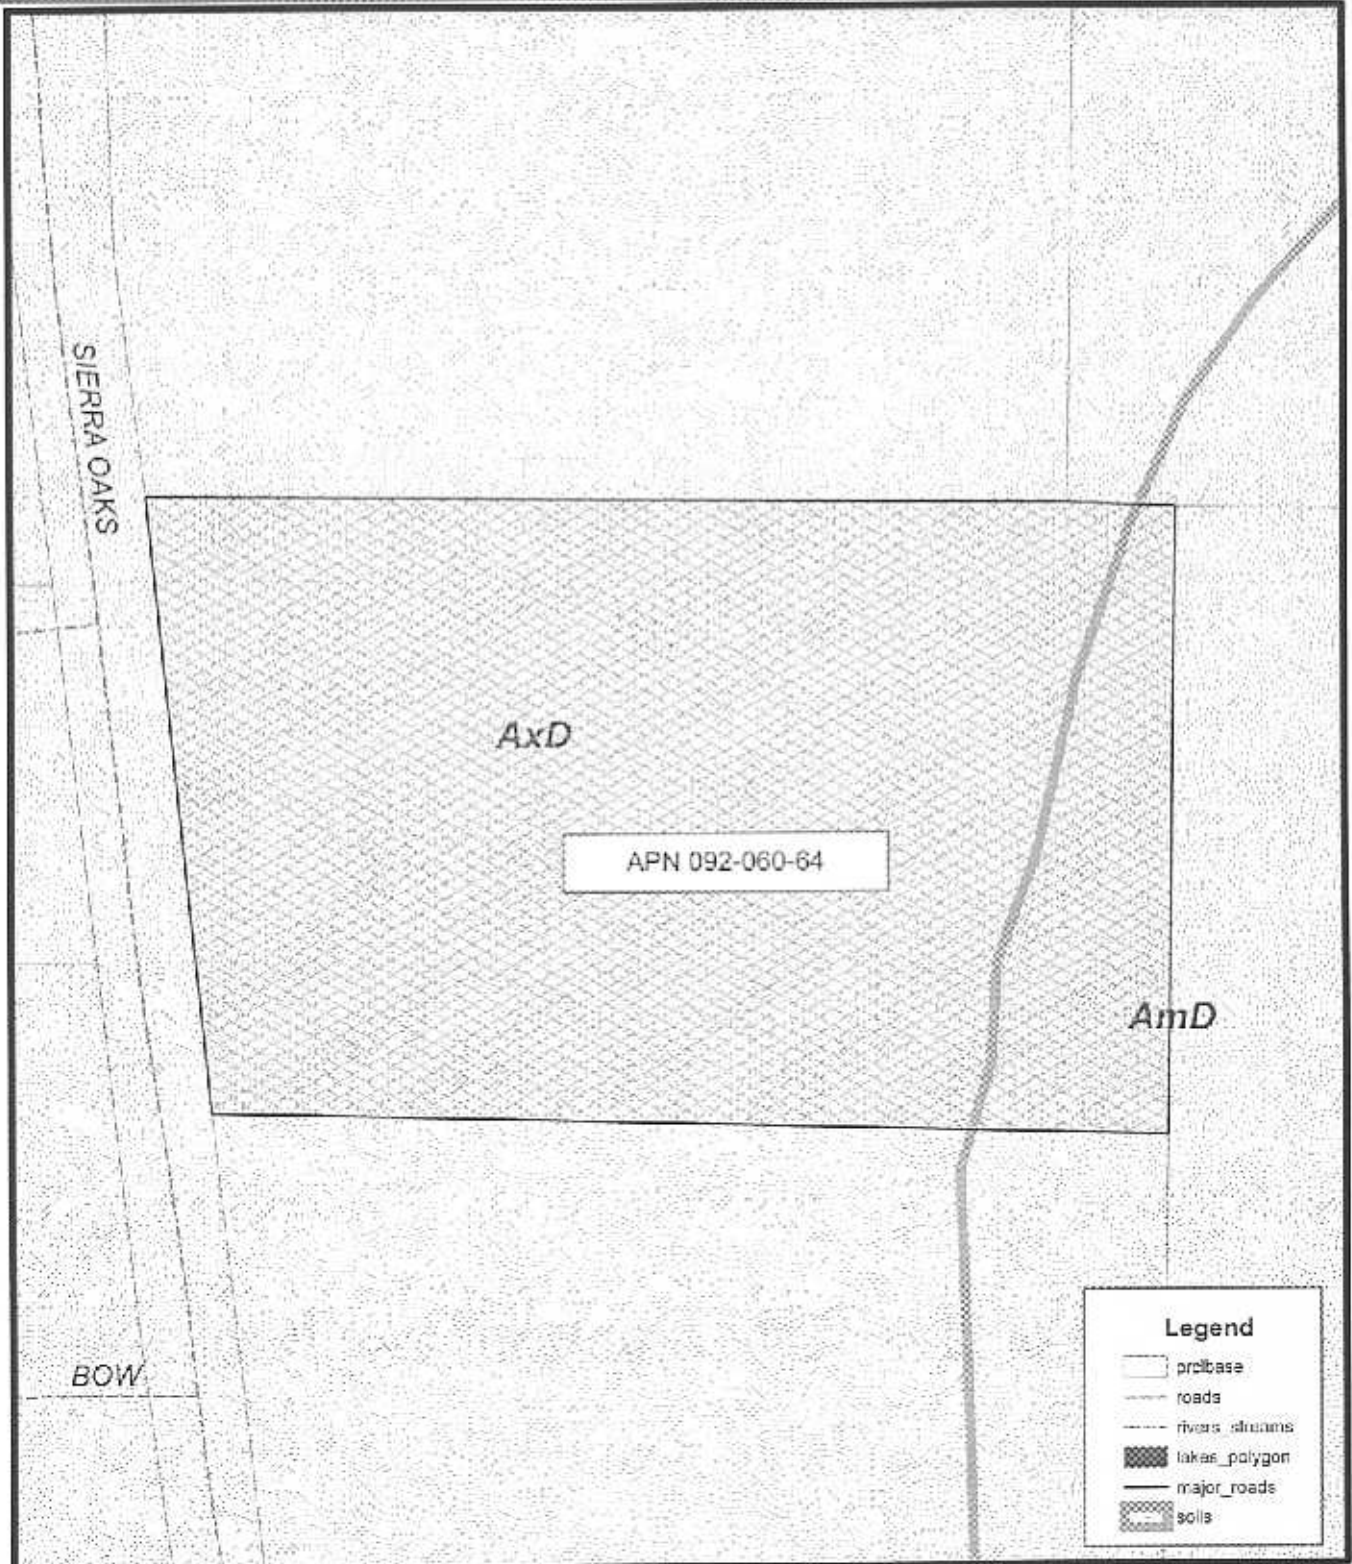 SIERRA OAKS
AxD
APN 092-060-64
AmD
BOW
Legend
prclbase
roads
rivers_streams
lakes_polygon
major_roads
soils